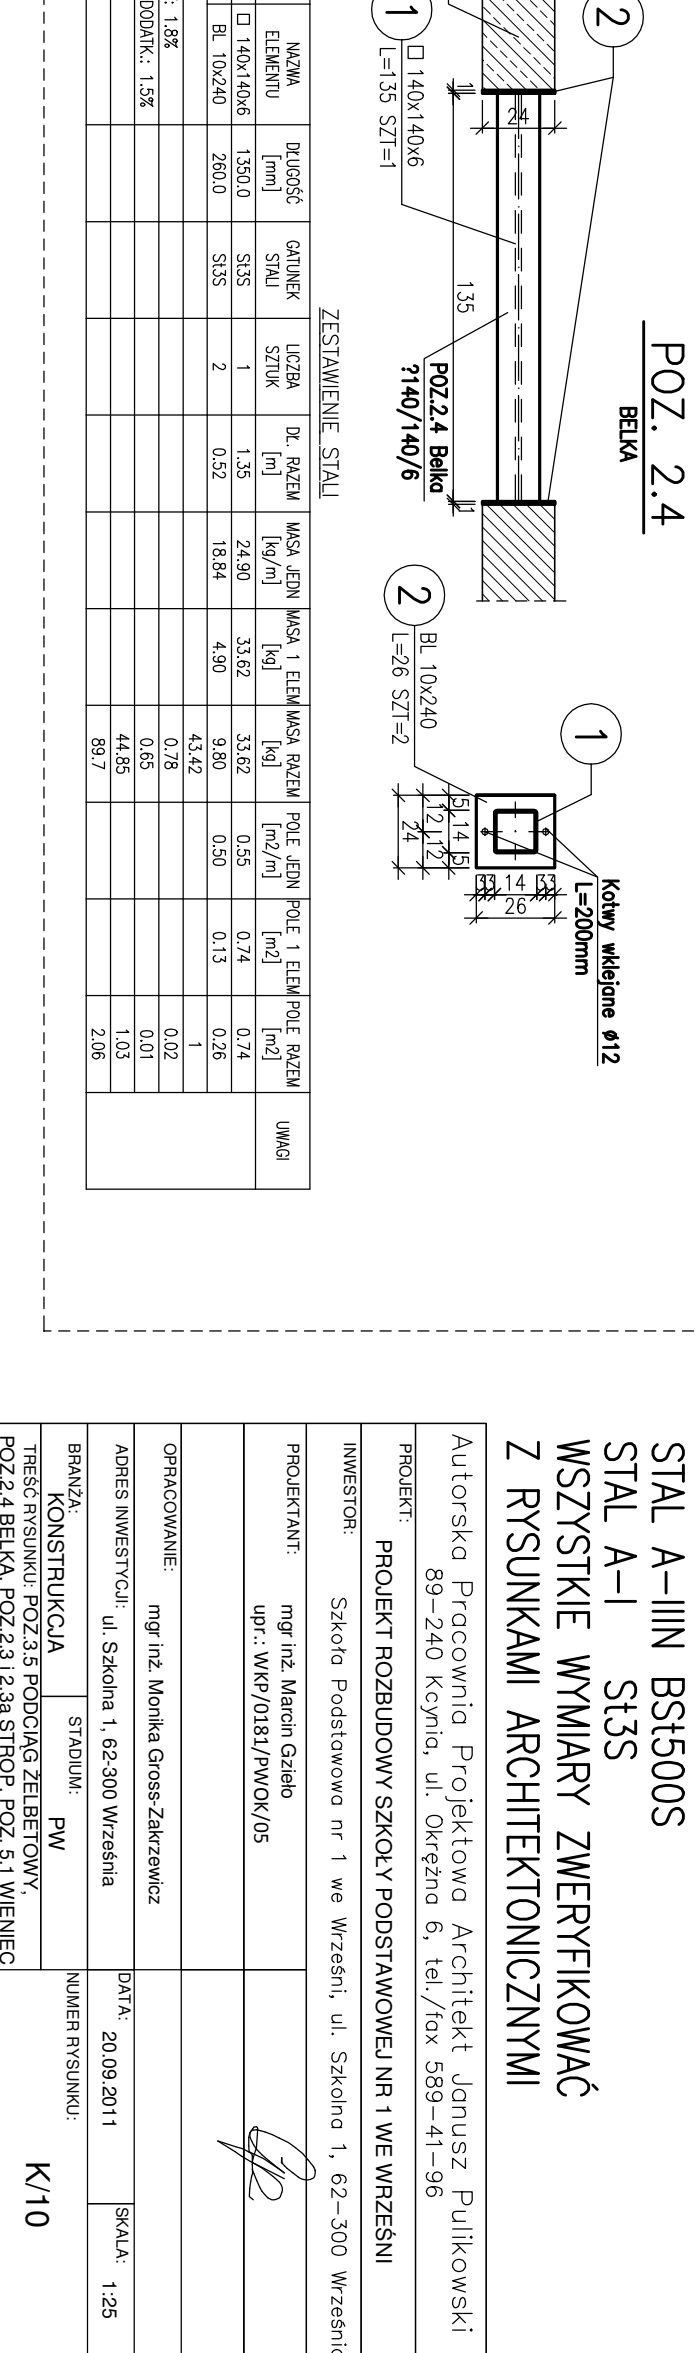 POZ. 2.4
BELKA
2
1
□ 140x140x6
L=135 SZT=1
24
1
135
1
POZ.2.4 Belka
?140/140/6
2
BL 10x240
L=26 SZT=2
1
Kotwy wklejane ø12
L=200mm
5 14 5
12 12
24
3 3 14 3 3
26
ZESTAWIENIE STALI
NAZWA ELEMENTU DŁUGOŚĆ [mm] GATUNEK STALI LICZBA SZTUK DŁ. RAZEM [m] MASA JEDN [kg/m] MASA 1 ELEM [kg] MASA RAZEM [kg] POLE JEDN [m2/m] POLE 1 ELEM [m2] POLE RAZEM [m2] UWAGI
□ 140x140x6 1350.0 St3S 1 1.35 24.90 33.62 33.62 0.55 0.74 0.74
BL 10x240 260.0 St3S 2 0.52 18.84 4.90 9.80 0.50 0.13 0.26
43.42 1
: 1.8% 0.78 0.02
DODATK.: 1.5% 0.65 0.01
44.85 1.03
89.7 2.06
STAL A-IIIN BSt500S
STAL A-I St3S
WSZYSTKIE WYMIARY ZWERYFIKOWAĆ
Z RYSUNKAMI ARCHITEKTONICZNYMI
Autorska Pracownia Projektowa Architekt Janusz Pulikowski
89-240 Kcynia, ul. Okrężna 6, tel./fax 589-41-96
PROJEKT:
PROJEKT ROZBUDOWY SZKOŁY PODSTAWOWEJ NR 1 WE WRZEŚNI
INWESTOR:
Szkoła Podstawowa nr 1 we Wrześni, ul. Szkolna 1, 62-300 Września
PROJEKTANT:
mgr inż. Marcin Gzieło
upr.: WKP/0181/PWOK/05
OPRACOWANIE:
mgr inż. Monika Gross-Zakrzewicz
ADRES INWESTYCJI:
ul. Szkolna 1, 62-300 Września
DATA: 20.09.2011
SKALA: 1:25
BRANŻA:
KONSTRUKCJA
STADIUM:
PW
NUMER RYSUNKU:
K/10
TREŚĆ RYSUNKU: POZ.3.5 PODCIĄG ŻELBETOWY,
POZ.2.4 BELKA, POZ.2.3 i 2.3a STROP, POZ. 5.1 WIENIEC